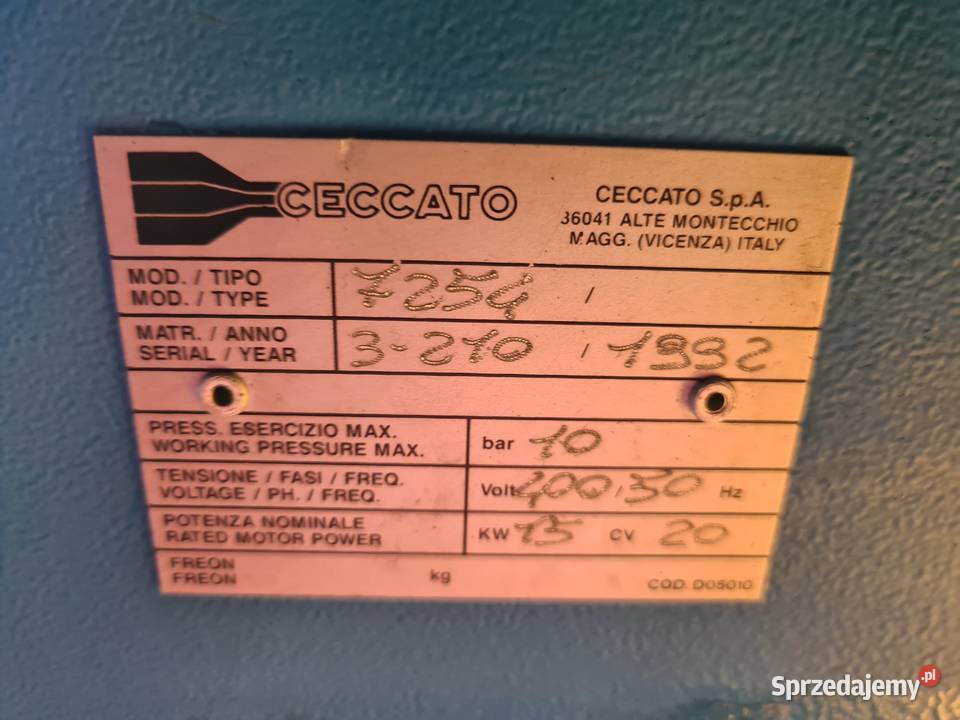 CECCATO
CECCATO S.p.A.
36041 ALTE MONTECCHIO
MAGG. (VICENZA) ITALY
MOD. / TIPO
MOD. / TYPE
7254 /
MATR. / ANNO
SERIAL / YEAR
3-210 / 1992
PRESS. ESERCIZIO MAX.
WORKING PRESSURE MAX.
bar 10
TENSIONE / FASI / FREQ.
VOLTAGE / PH. / FREQ.
Volt 400 / 50 Hz
POTENZA NOMINALE
RATED MOTOR POWER
KW 15 CV 20
FREON
FREON
kg
COD. D05010
Sprzedajemy.pl